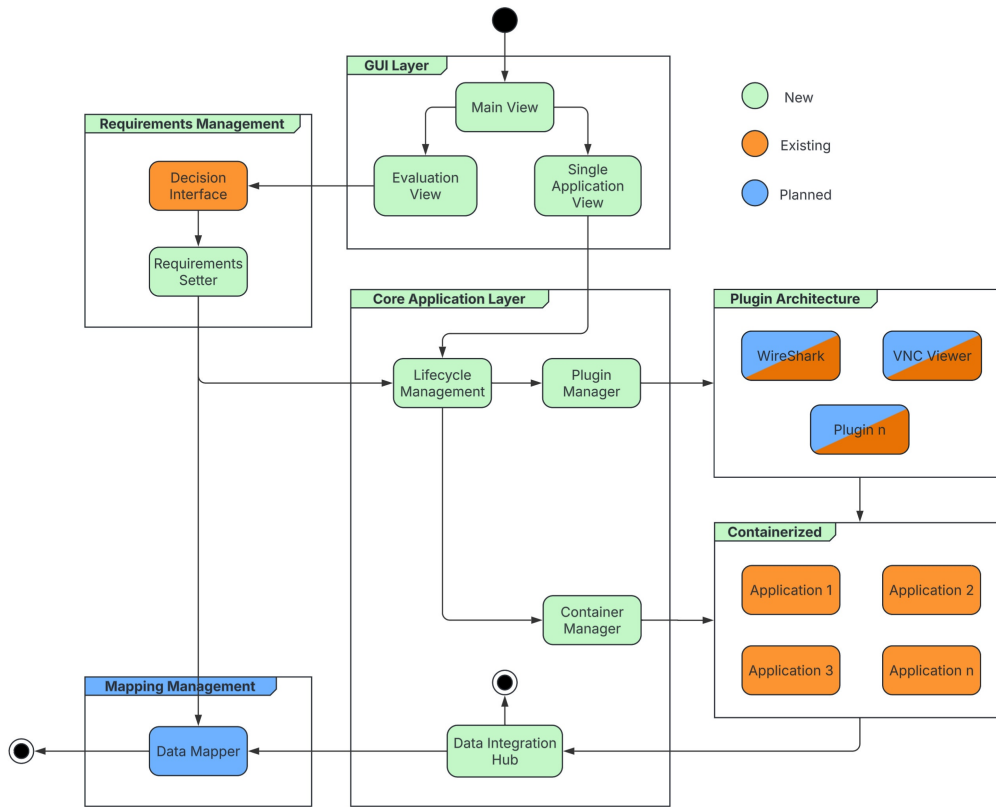 GUI Layer
Main View
Evaluation
View
Single
Application
View
New
Existing
Planned
Requirements Management
Decision
Interface
Requirements
Setter
Core Application Layer
Lifecycle
Management
Plugin
Manager
Plugin Architecture
WireShark
VNC Viewer
Plugin n
Containerized
Application 1
Application 2
Application 3
Application n
Container
Manager
Mapping Management
Data Mapper
Data Integration
Hub